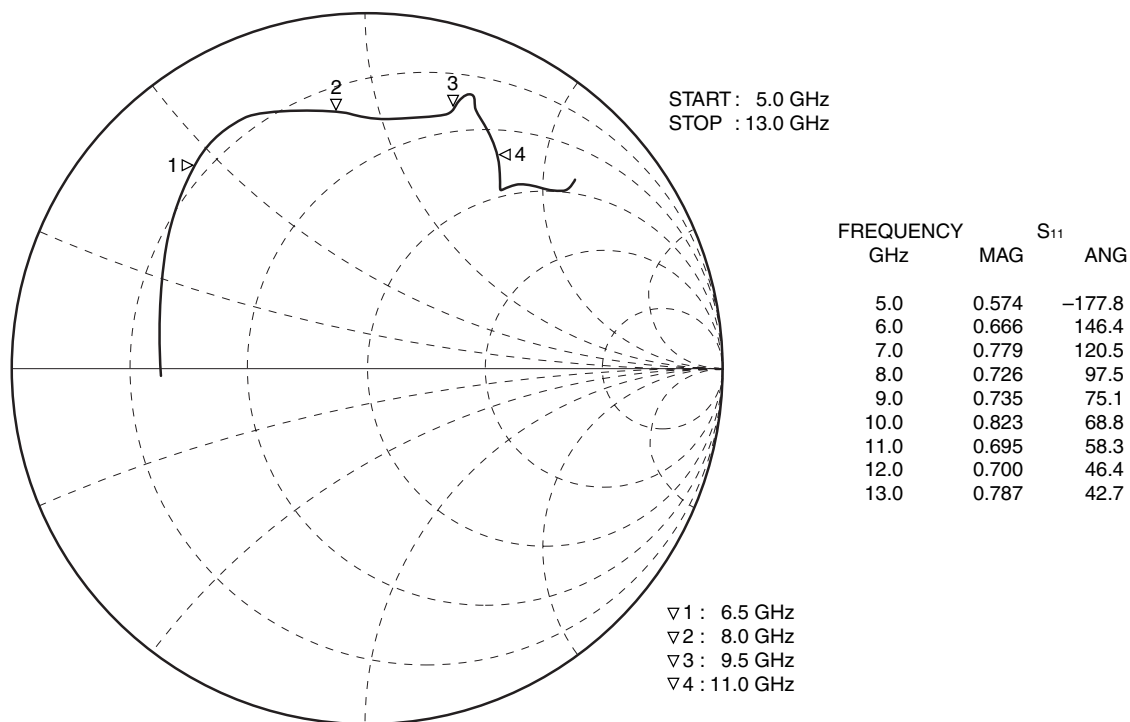 2
3
1
4
START : 5.0 GHz
STOP : 13.0 GHz
FREQUENCY S11
GHz MAG ANG
5.0 0.574 –177.8
6.0 0.666 146.4
7.0 0.779 120.5
8.0 0.726 97.5
9.0 0.735 75.1
10.0 0.823 68.8
11.0 0.695 58.3
12.0 0.700 46.4
13.0 0.787 42.7
▽1 : 6.5 GHz
▽2 : 8.0 GHz
▽3 : 9.5 GHz
▽4 : 11.0 GHz